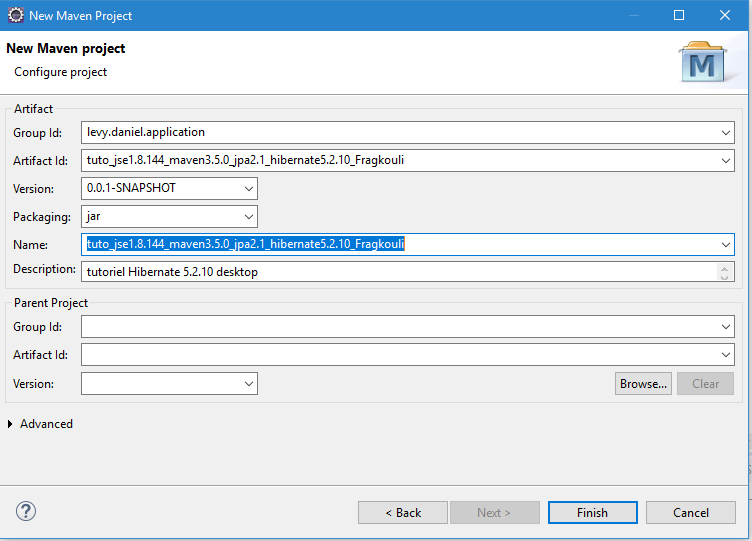 New Maven Project
New Maven project
Configure project
M
Artifact
Group Id: levy.daniel.application
Artifact Id: tuto_jse1.8.144_maven3.5.0_jpa2.1_hibernate5.2.10_Fragkouli
Version: 0.0.1-SNAPSHOT
Packaging: jar
Name: tuto_jse1.8.144_maven3.5.0_jpa2.1_hibernate5.2.10_Fragkouli
Description: tutoriel Hibernate 5.2.10 desktop
Parent Project
Group Id:
Artifact Id:
Version: Browse... Clear
Advanced
? < Back Next > Finish Cancel